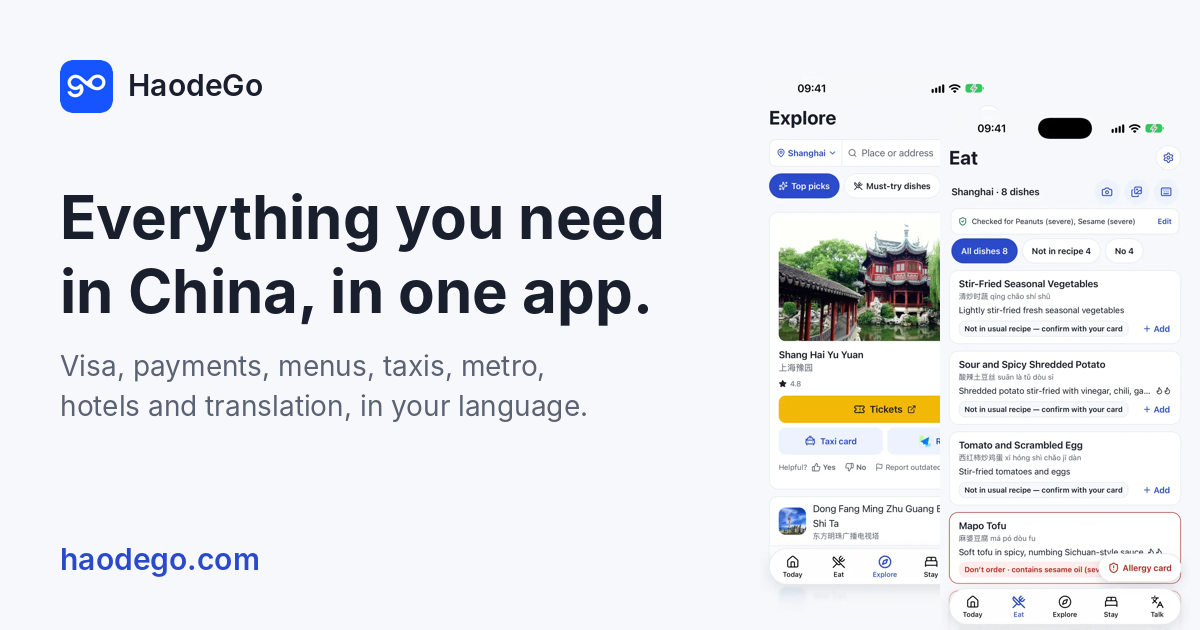 HaodeGo
Everything you need
in China, in one app.
Visa, payments, menus, taxis, metro,
hotels and translation, in your language.
haodego.com
09:41
Explore
Shanghai
Place or address
Top picks
Must-try dishes
Shang Hai Yu Yuan
上海豫园
4.8
Tickets
Taxi card
Helpful? Yes No Report outdated
Dong Fang Ming Zhu Guang
Shi Ta
东方明珠广播电视塔
Today Eat Explore Stay
09:41
Eat
Shanghai · 8 dishes
Checked for Peanuts (severe), Sesame (severe) Edit
All dishes 8 Not in recipe 4 No 4
Stir-Fried Seasonal Vegetables
清炒时蔬 qīng chǎo shí shū
Lightly stir-fried fresh seasonal vegetables
Not in usual recipe — confirm with your card + Add
Sour and Spicy Shredded Potato
酸辣土豆丝 suān là tǔ dòu sī
Shredded potato stir-fried with vinegar, chili, ga...
Not in usual recipe — confirm with your card + Add
Tomato and Scrambled Egg
西红柿炒鸡蛋 xī hóng shì chǎo jī dàn
Stir-fried tomatoes and eggs
Not in usual recipe — confirm with your card + Add
Mapo Tofu
麻婆豆腐 má pó dòu fu
Soft tofu in spicy, numbing Sichuan-style sauce
Don't order · contains sesame oil (sev
Allergy card
Today Eat Explore Stay Talk